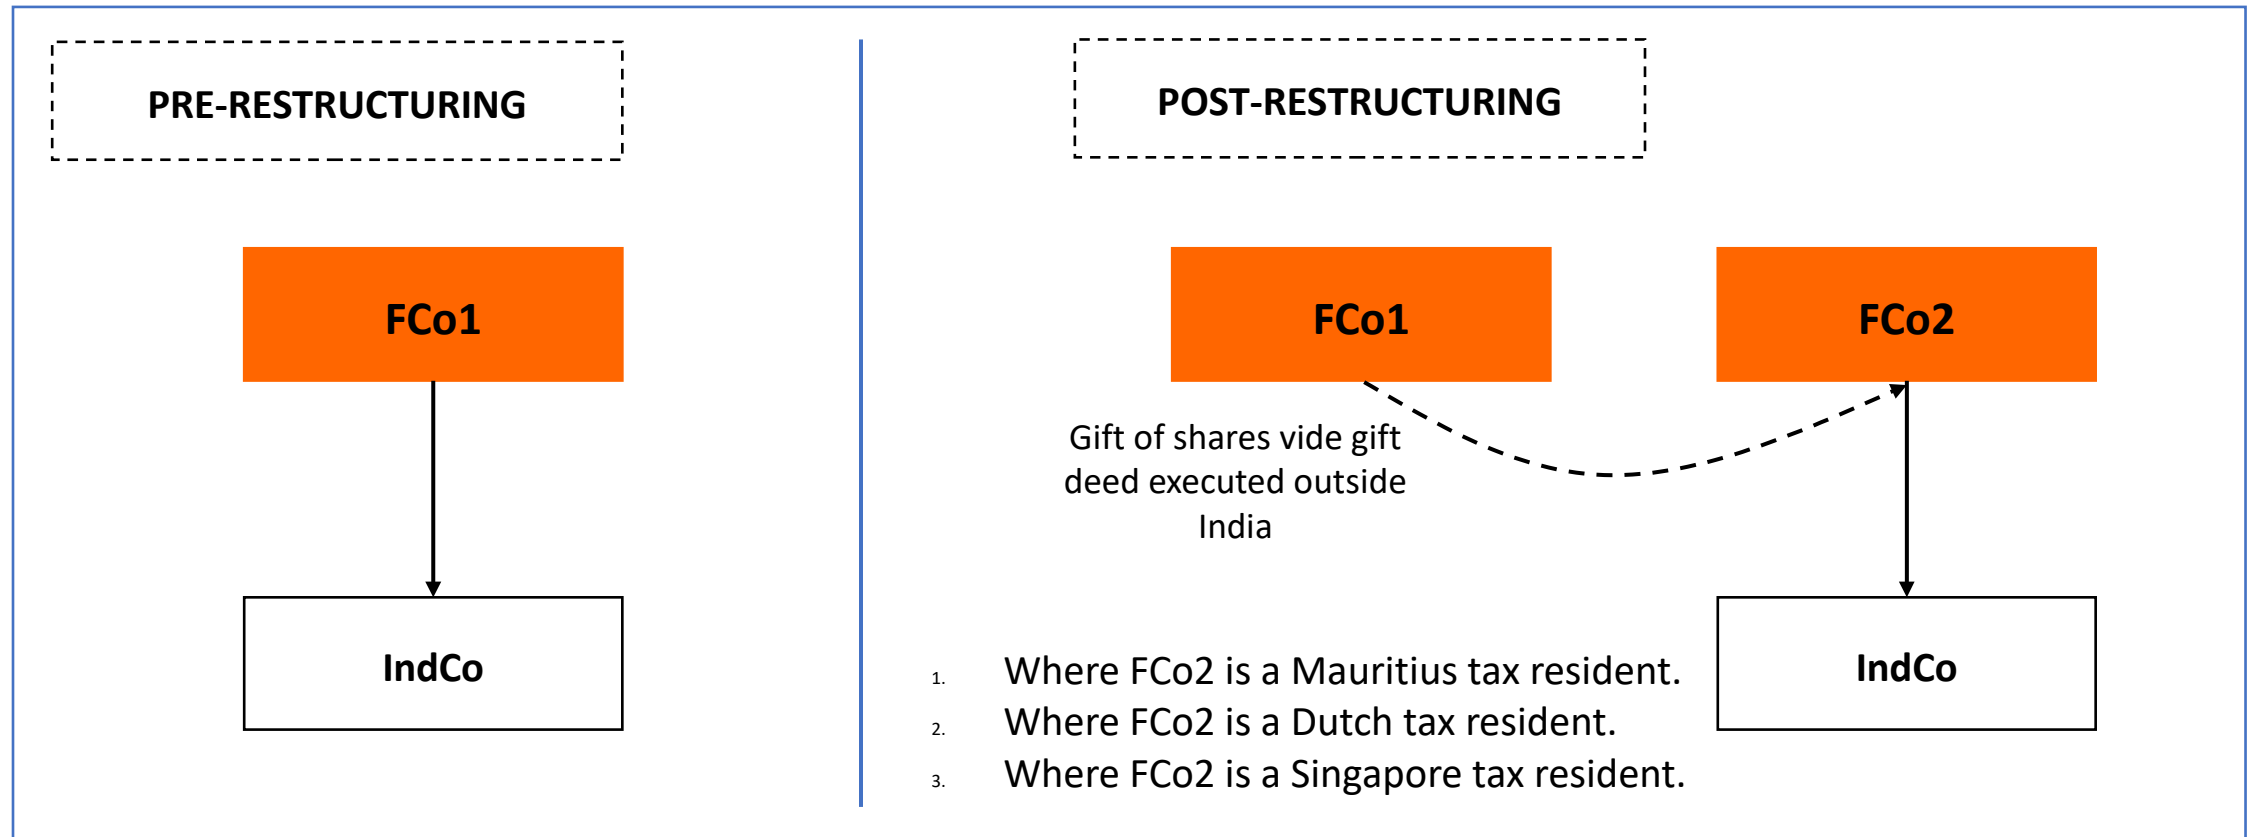 PRE-RESTRUCTURING
FCo1
IndCo
POST-RESTRUCTURING
FCo1
FCo2
Gift of shares vide gift
deed executed outside
India
IndCo
1. Where FCo2 is a Mauritius tax resident.
2. Where FCo2 is a Dutch tax resident.
3. Where FCo2 is a Singapore tax resident.